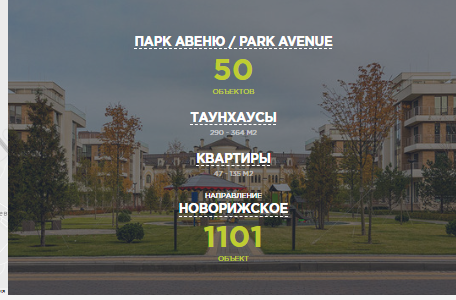 ПАРК АВЕНЮ / PARK AVENUE
50
ОБЪЕКТОВ
ТАУНХАУСЫ
290 - 364 М2
КВАРТИРЫ
47 - 135 М2
НАПРАВЛЕНИЕ
НОВОРИЖСКОЕ
1101
ОБЪЕКТ